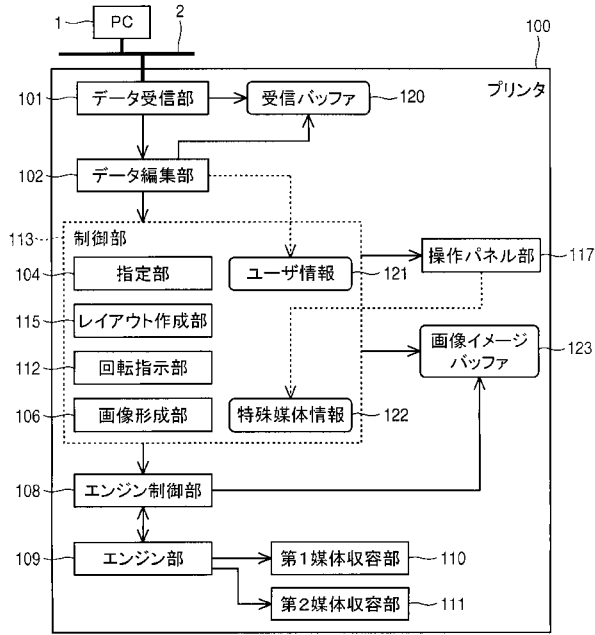 1
PC
2
100
プリンタ
101
データ受信部
受信バッファ
120
102
データ編集部
113
制御部
104
指定部
ユーザ情報
121
操作パネル部
117
115
レイアウト作成部
112
回転指示部
画像イメージ
バッファ
123
106
画像形成部
特殊媒体情報
122
108
エンジン制御部
109
エンジン部
第1媒体収容部
110
第2媒体収容部
111